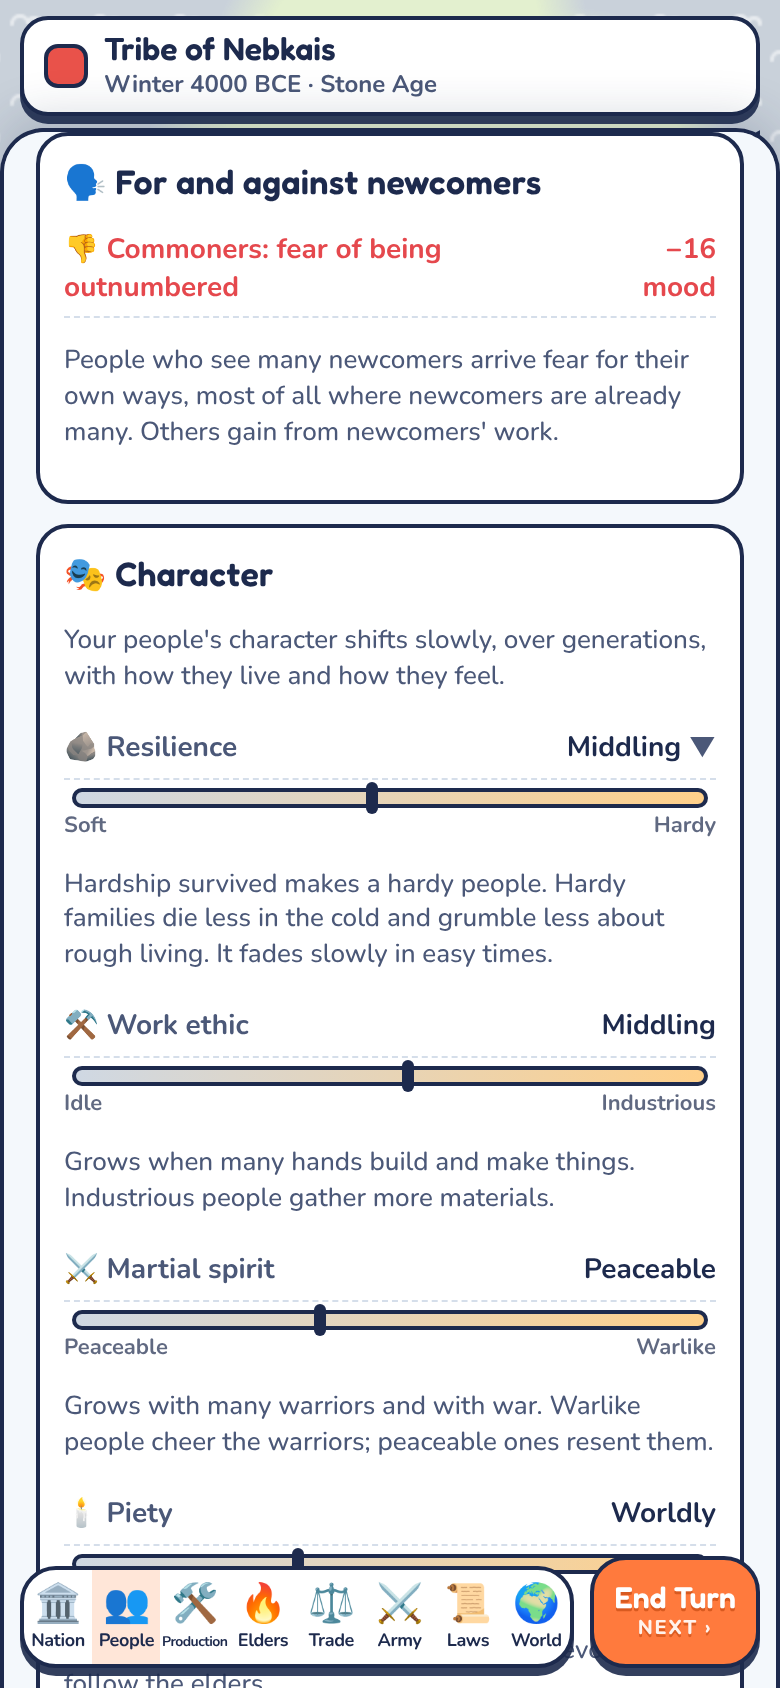 Tribe of Nebkais
Winter 4000 BCE · Stone Age
For and against newcomers
Commoners: fear of being outnumbered
−16 mood
People who see many newcomers arrive fear for their
own ways, most of all where newcomers are already
many. Others gain from newcomers' work.
Character
Your people's character shifts slowly, over generations,
with how they live and how they feel.
Resilience
Middling ▼
Soft
Hardy
Hardship survived makes a hardy people. Hardy
families die less in the cold and grumble less about
rough living. It fades slowly in easy times.
Work ethic
Middling
Idle
Industrious
Grows when many hands build and make things.
Industrious people gather more materials.
Martial spirit
Peaceable
Peaceable
Warlike
Grows with many warriors and with war. Warlike
people cheer the warriors; peaceable ones resent them.
Piety
Worldly
follow the elders
Nation
People
Production
Elders
Trade
Army
Laws
World
End Turn
NEXT ›